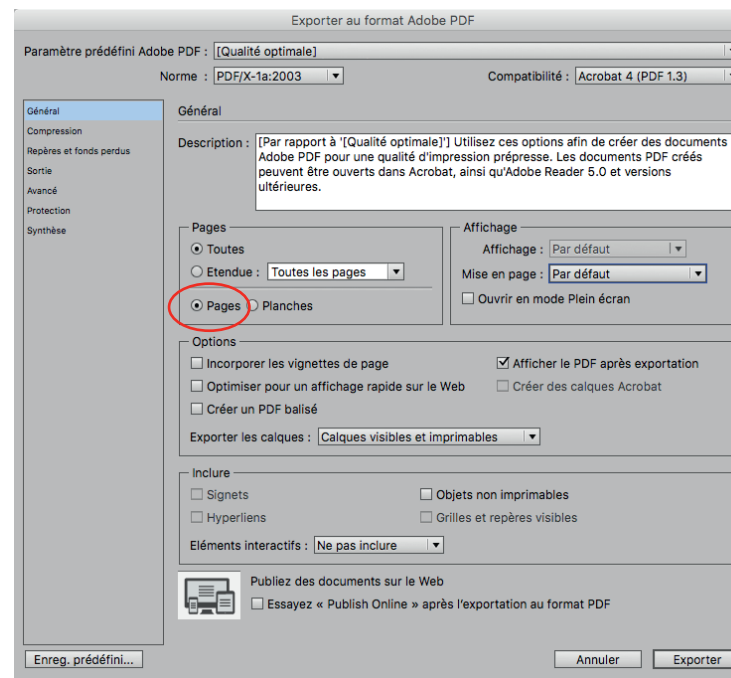 Exporter au format Adobe PDF
Paramètre prédéfini Adobe PDF : [Qualité optimale]
Norme : PDF/X-1a:2003 Compatibilité : Acrobat 4 (PDF 1.3)
Général
Compression
Repères et fonds perdus
Sortie
Avancé
Protection
Synthèse
Général
Description : [Par rapport à '[Qualité optimale]'] Utilisez ces options afin de créer des documents
Adobe PDF pour une qualité d'impression prépresse. Les documents PDF créés
peuvent être ouverts dans Acrobat, ainsi qu'Adobe Reader 5.0 et versions
ultérieures.
Pages
Toutes
Etendue : Toutes les pages
Pages Planches
Affichage
Affichage : Par défaut
Mise en page : Par défaut
Ouvrir en mode Plein écran
Options
Incorporer les vignettes de page Afficher le PDF après exportation
Optimiser pour un affichage rapide sur le Web Créer des calques Acrobat
Créer un PDF balisé
Exporter les calques : Calques visibles et imprimables
Inclure
Signets Objets non imprimables
Hyperliens Grilles et repères visibles
Eléments interactifs : Ne pas inclure
Publiez des documents sur le Web
Essayez « Publish Online » après l'exportation au format PDF
Enreg. prédéfini... Annuler Exporter